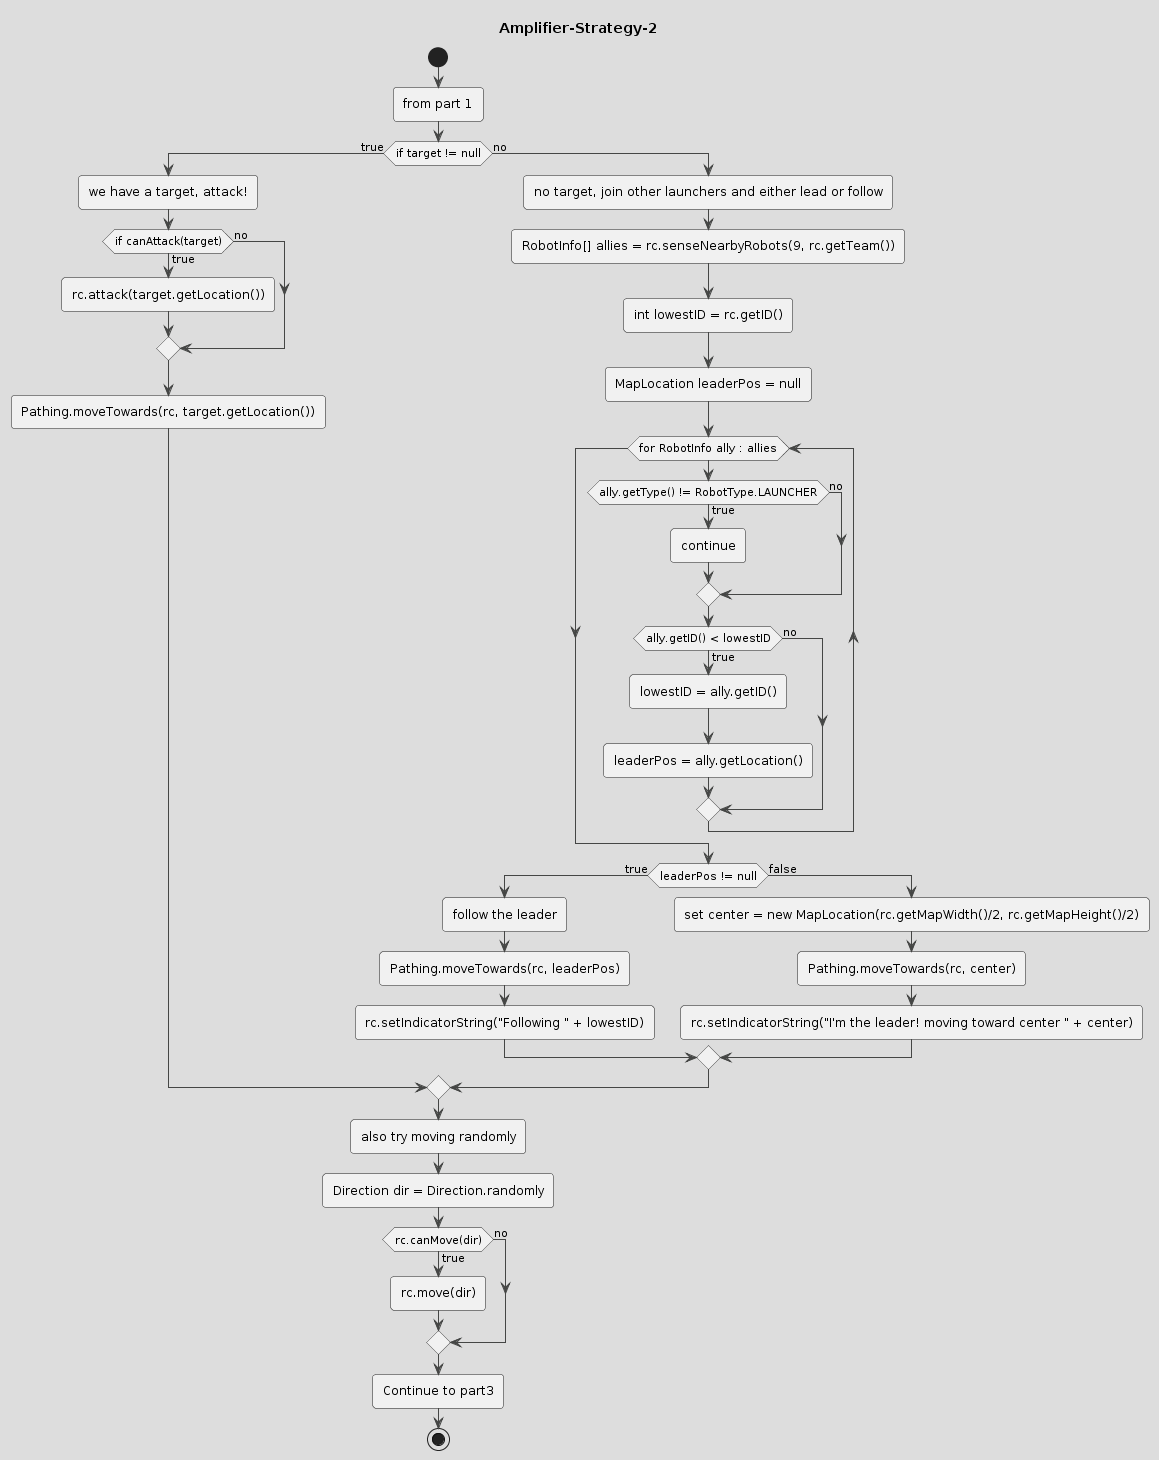 Amplifier-Strategy-2
from part 1
if target != null
true
no
we have a target, attack!
if canAttack(target)
no
true
rc.attack(target.getLocation())
Pathing.moveTowards(rc, target.getLocation())
no target, join other launchers and either lead or follow
RobotInfo[] allies = rc.senseNearbyRobots(9, rc.getTeam())
int lowestID = rc.getID()
MapLocation leaderPos = null
for RobotInfo ally : allies
ally.getType() != RobotType.LAUNCHER
no
true
continue
ally.getID() < lowestID
no
true
lowestID = ally.getID()
leaderPos = ally.getLocation()
leaderPos != null
true
false
follow the leader
Pathing.moveTowards(rc, leaderPos)
rc.setIndicatorString("Following " + lowestID)
set center = new MapLocation(rc.getMapWidth()/2, rc.getMapHeight()/2)
Pathing.moveTowards(rc, center)
rc.setIndicatorString("I'm the leader! moving toward center " + center)
also try moving randomly
Direction dir = Direction.randomly
rc.canMove(dir)
no
true
rc.move(dir)
Continue to part3